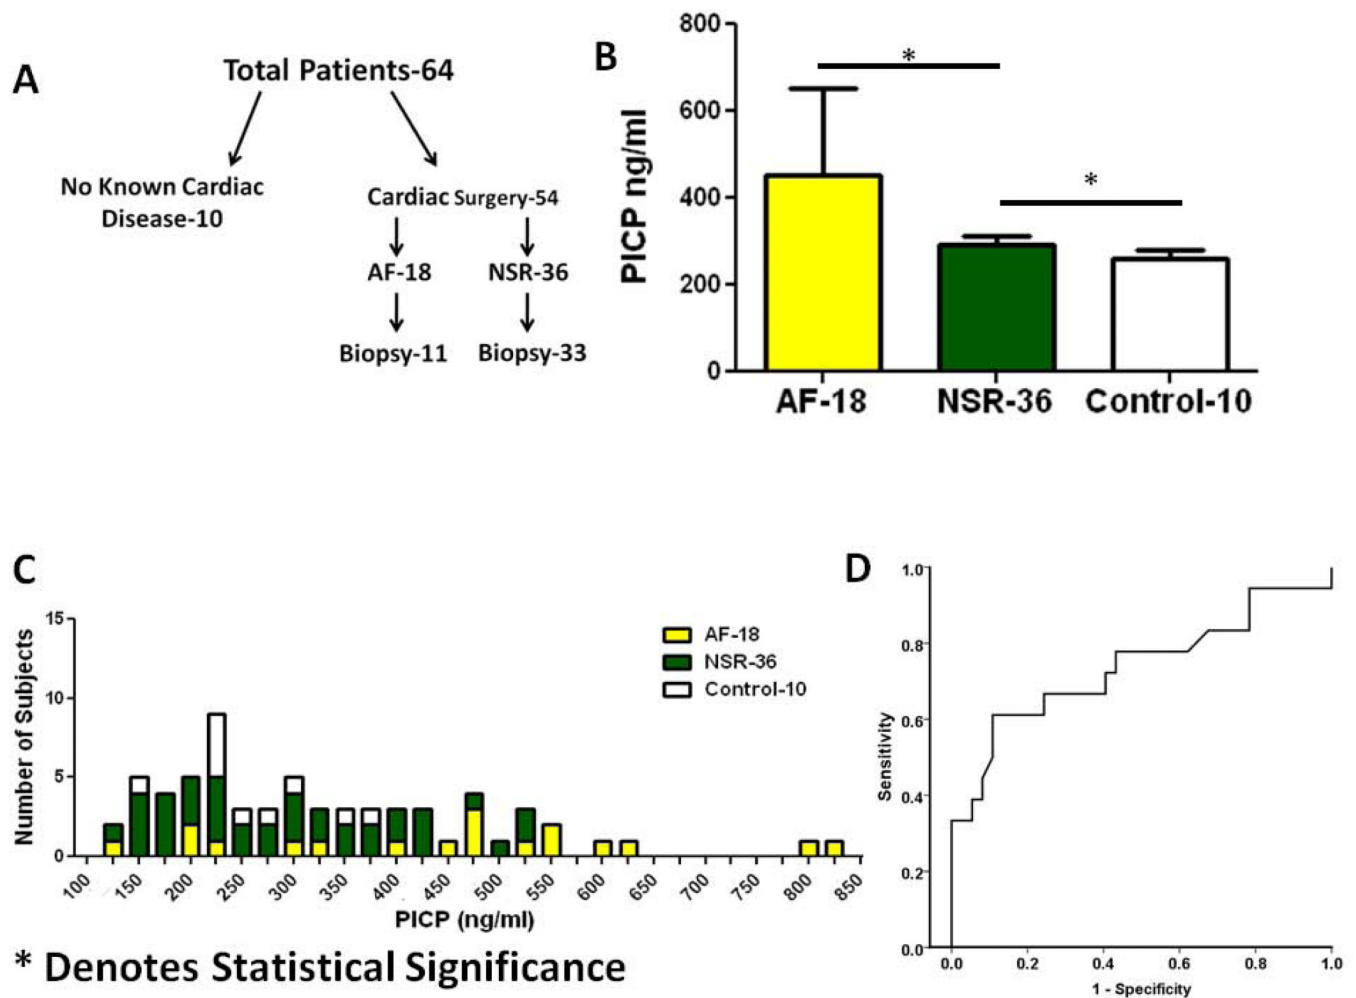 A
Total Patients-64
No Known Cardiac
Disease-10
Cardiac Surgery-54
AF-18 NSR-36
Biopsy-11 Biopsy-33
B
PICP ng/ml
800
600
400
200
0
*
*
AF-18 NSR-36 Control-10
C
Number of Subjects
15
10
5
0
AF-18
NSR-36
Control-10
100 150 200 250 300 350 400 450 500 550 600 650 700 750 800 850
PICP (ng/ml)
D
Sensitivity
1.0
0.8
0.6
0.4
0.2
0.0
0.0 0.2 0.4 0.6 0.8 1.0
1 - Specificity
* Denotes Statistical Significance